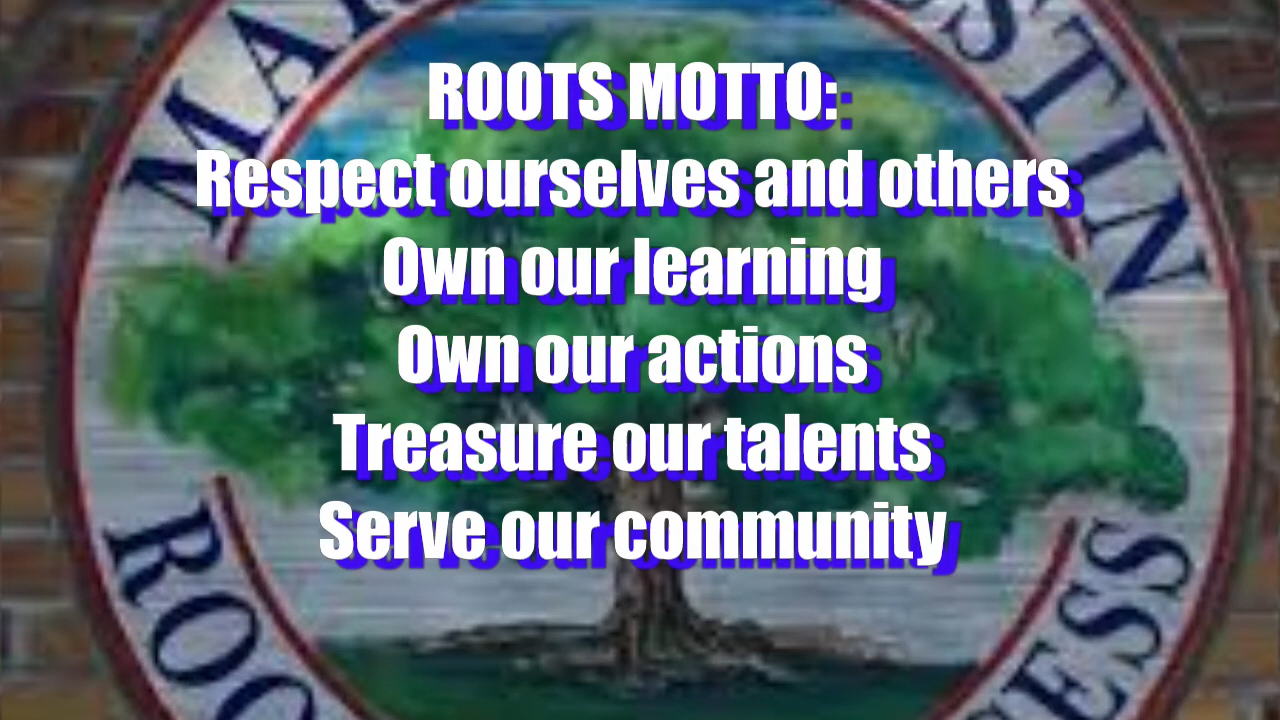 ROOTS MOTTO:
Respect ourselves and others
Own our learning
Own our actions
Treasure our talents
Serve our community